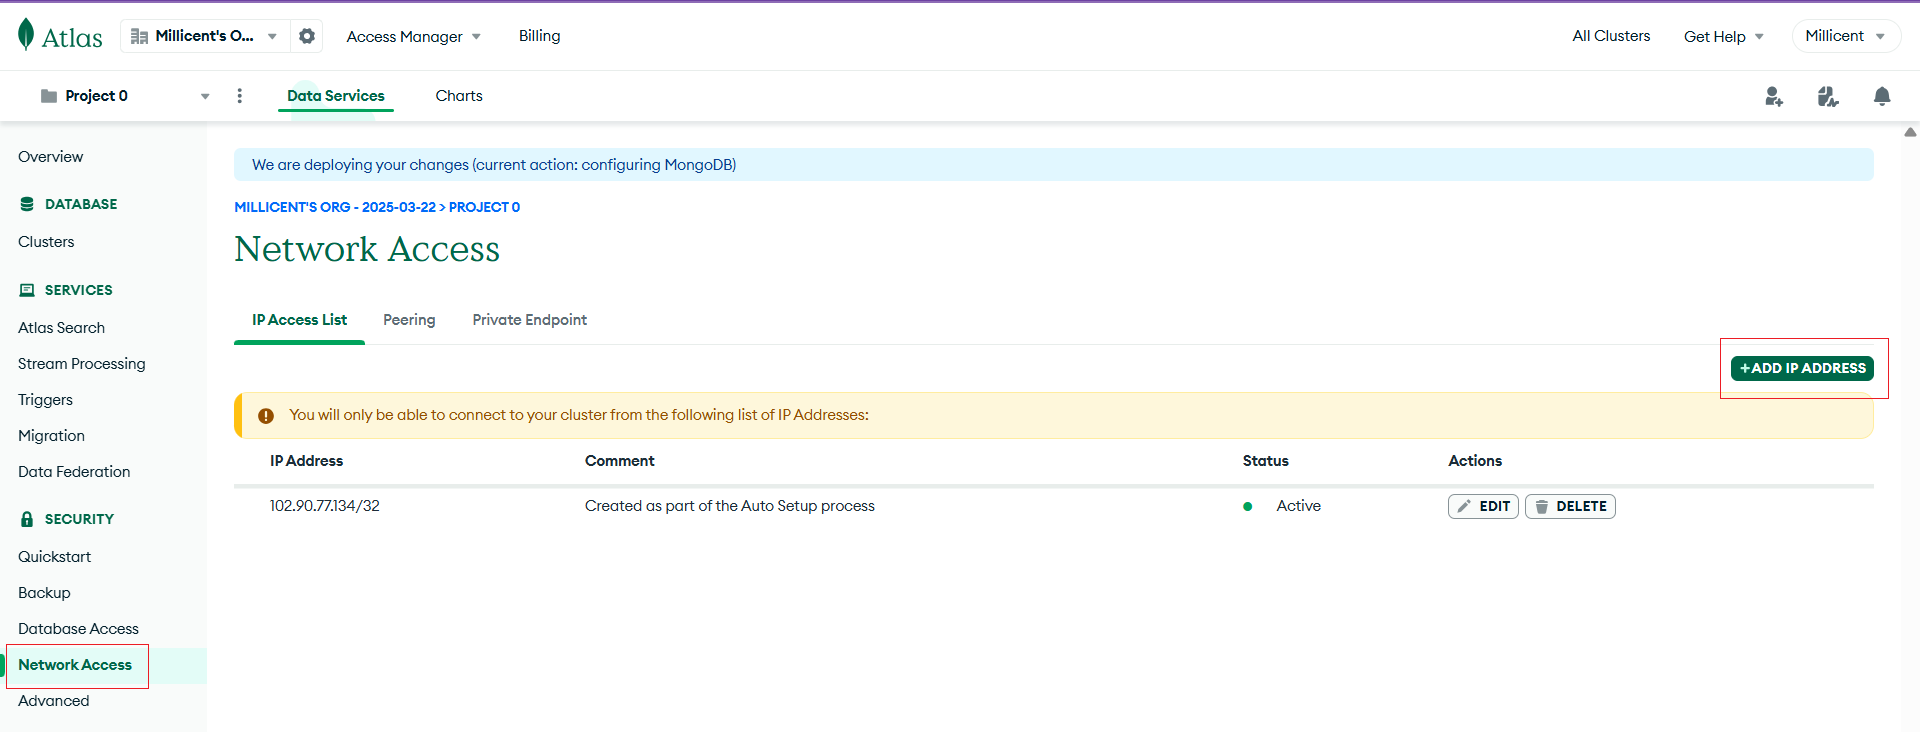 Atlas
Millicent's O...
Access Manager
Billing
All Clusters
Get Help
Millicent
Project 0
Data Services
Charts
Overview
DATABASE
Clusters
SERVICES
Atlas Search
Stream Processing
Triggers
Migration
Data Federation
SECURITY
Quickstart
Backup
Database Access
Network Access
Advanced
We are deploying your changes (current action: configuring MongoDB)
MILLICENT'S ORG - 2025-03-22 > PROJECT 0
Network Access
IP Access List
Peering
Private Endpoint
+ADD IP ADDRESS
You will only be able to connect to your cluster from the following list of IP Addresses:
IP Address Comment Status Actions
102.90.77.134/32 Created as part of the Auto Setup process Active EDIT DELETE